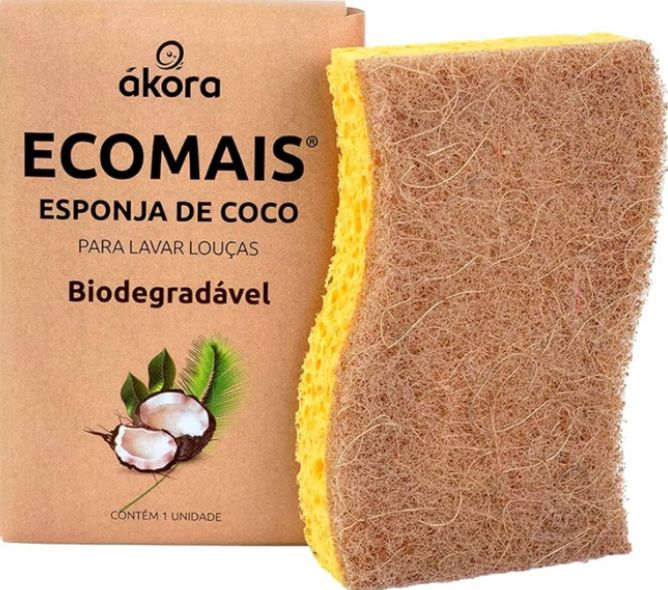 ákora
ECOMAIS®
ESPONJA DE COCO
PARA LAVAR LOUÇAS
Biodegradável
CONTÉM 1 UNIDADE